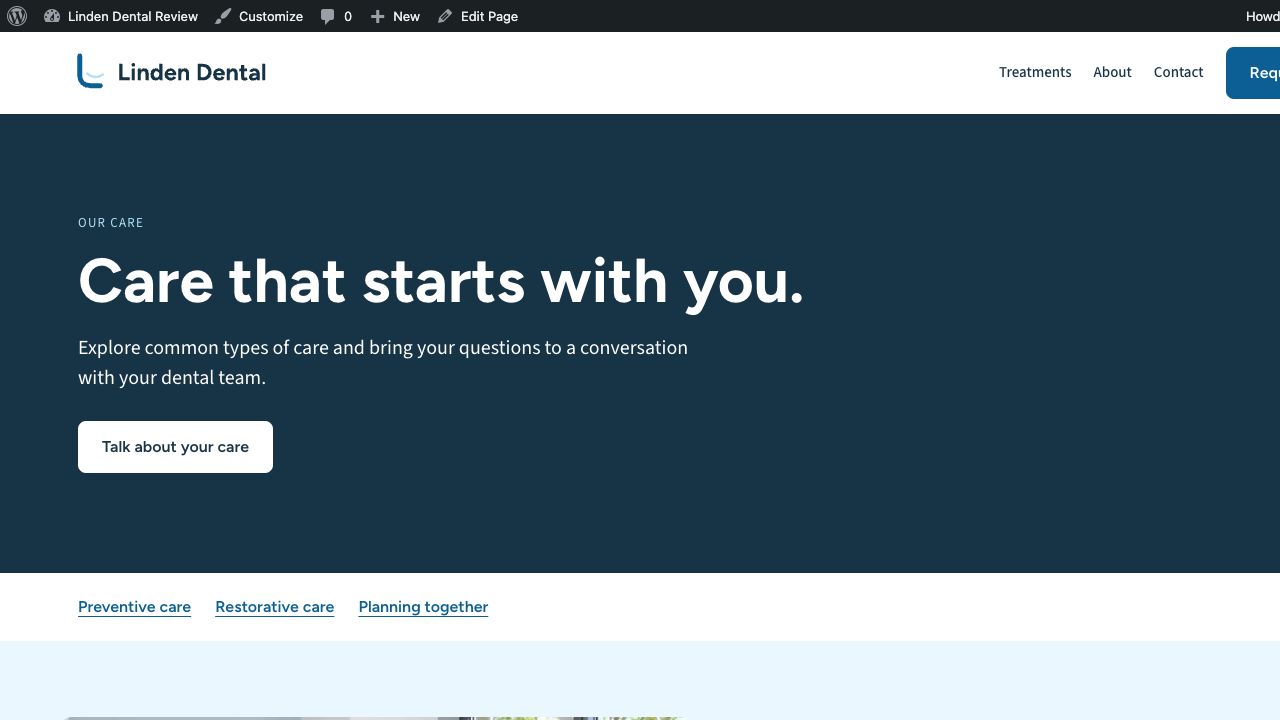 Linden Dental Review Customize 0 New Edit Page
Linden Dental
Treatments About Contact
OUR CARE
Care that starts with you.
Explore common types of care and bring your questions to a conversation
with your dental team.
Talk about your care
Preventive care Restorative care Planning together